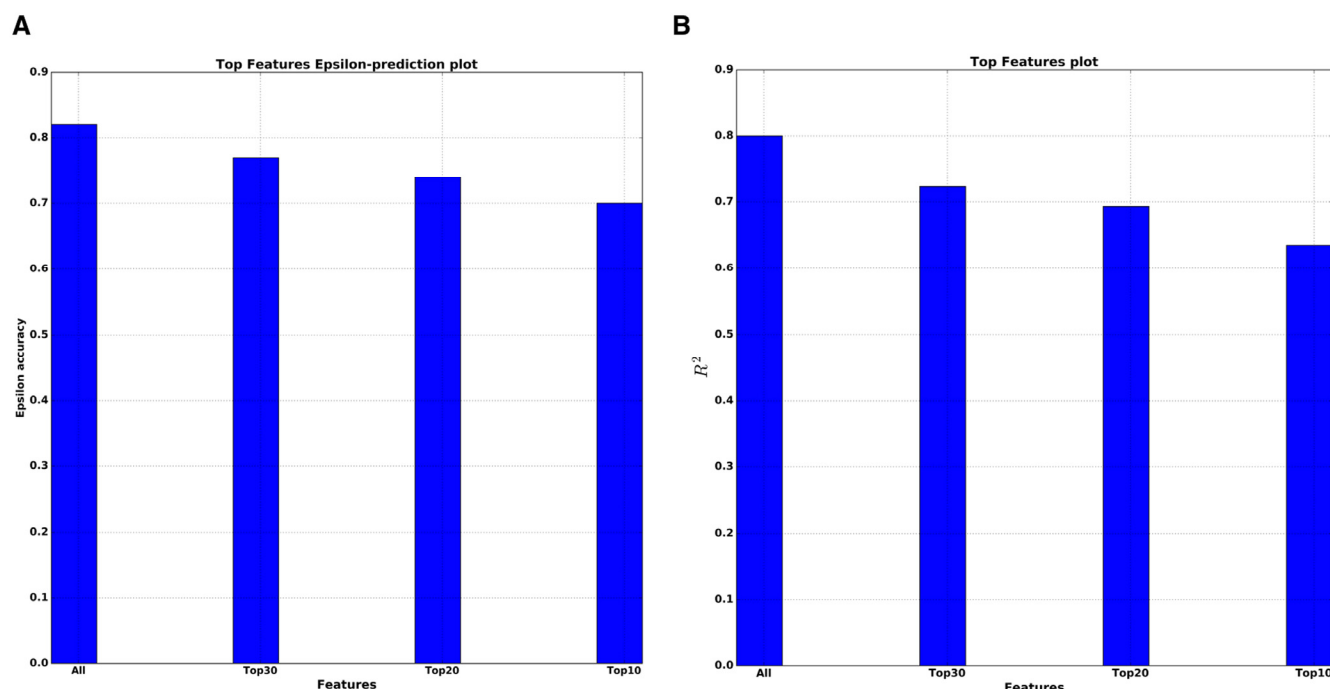 A
Top Features Epsilon-prediction plot
0.9
0.8
0.7
0.6
0.5
0.4
0.3
0.2
0.1
0.0
Epsilon accuracy
All Top30 Top20 Top10
Features
B
Top Features plot
0.9
0.8
0.7
0.6
0.5
0.4
0.3
0.2
0.1
0.0
R²
All Top30 Top20 Top10
Features